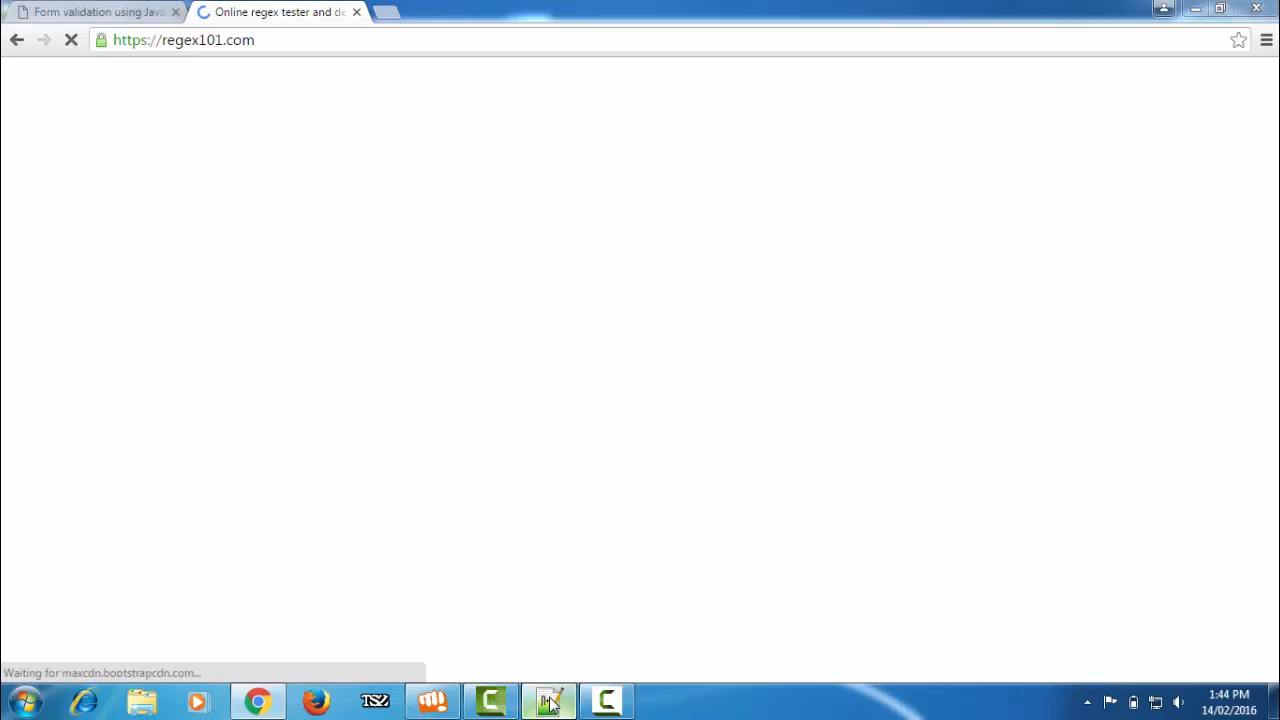 Form validation using Java
Online regex tester and de
https://regex101.com
Waiting for maxcdn.bootstrapcdn.com...
TS2
1:44 PM
14/02/2016